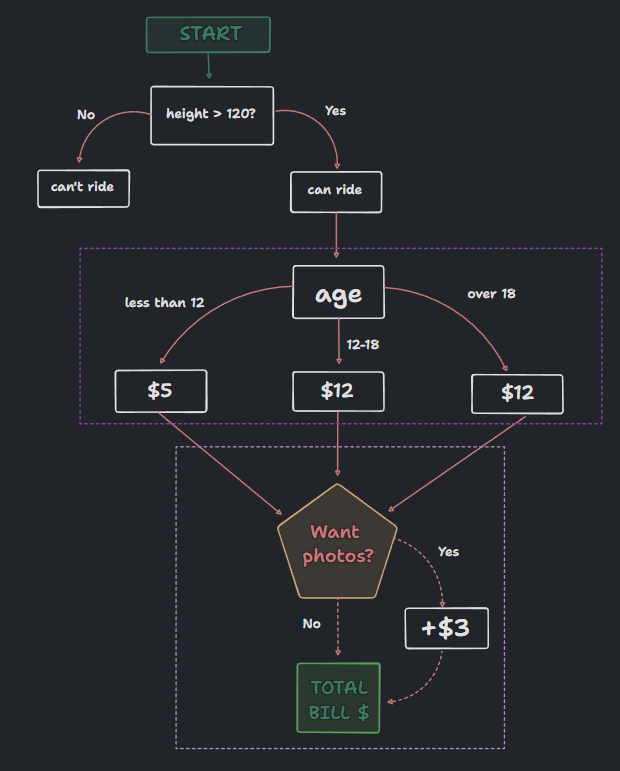 START
height > 120?
No
Yes
can't ride
can ride
age
less than 12
12-18
over 18
$5
$12
$12
Want
photos?
Yes
No
+$3
TOTAL
BILL $